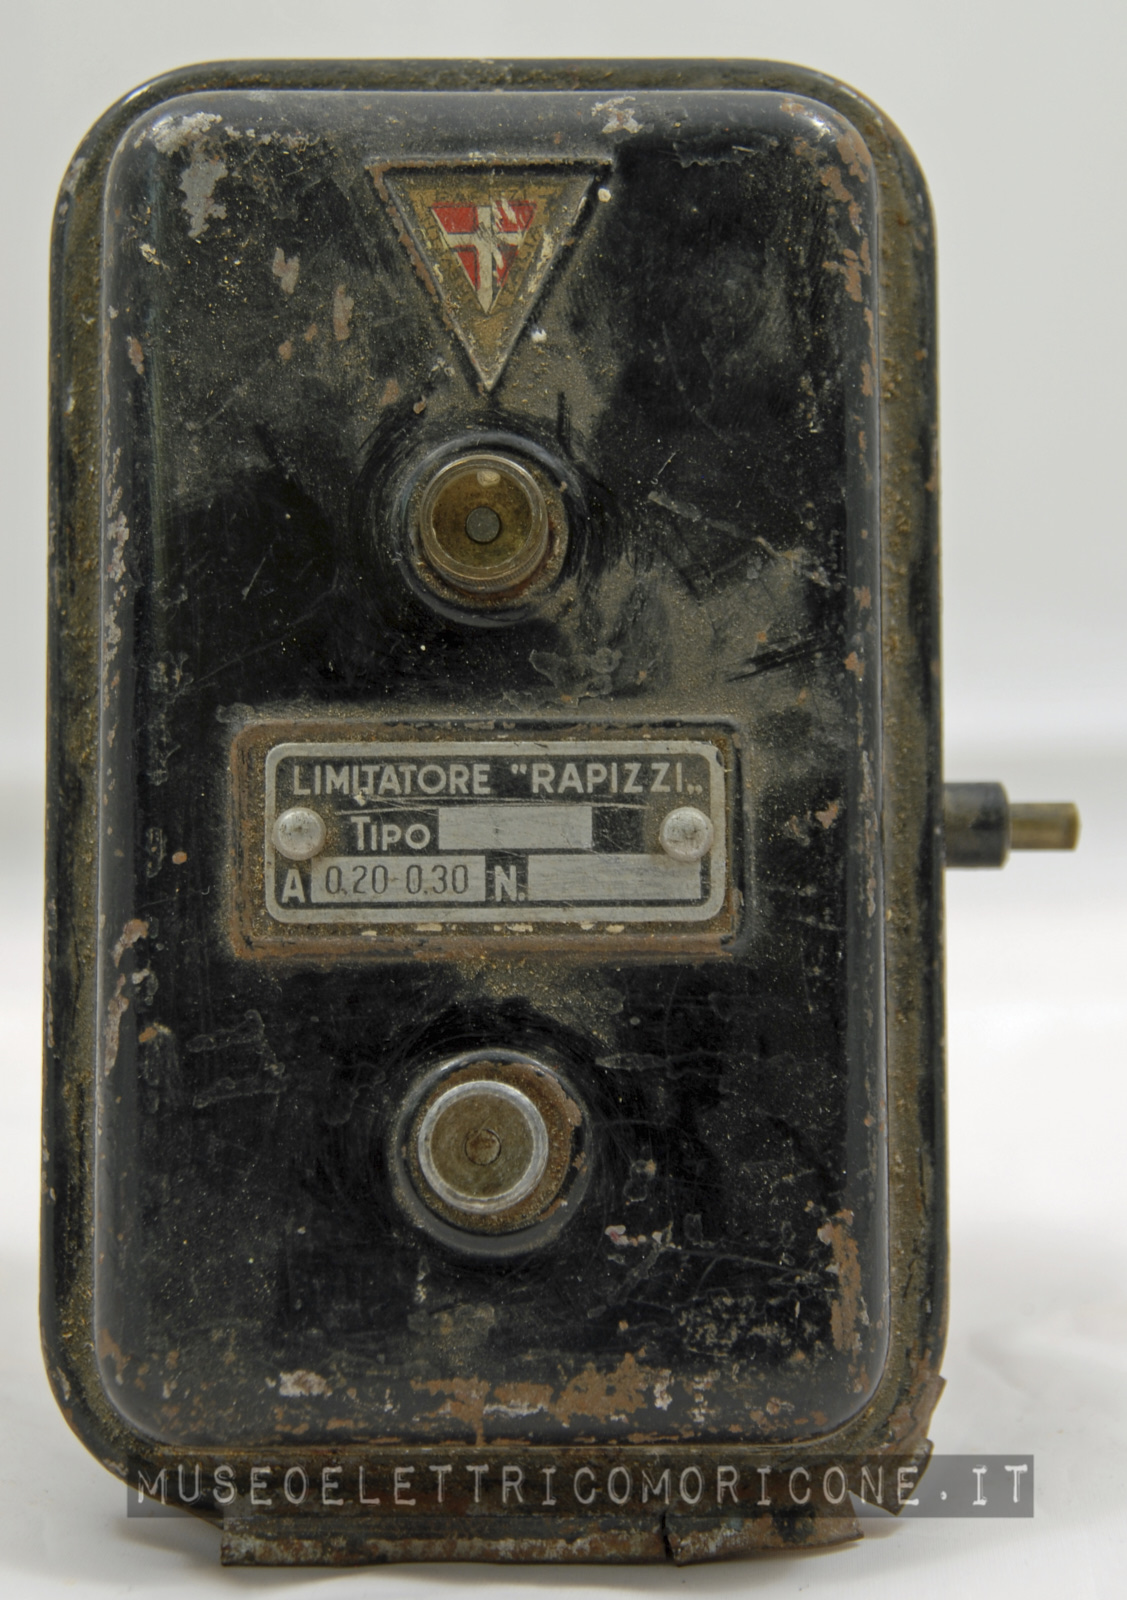 LIMITATORE "RAPIZZI„
TIPO
A 0,20-0,30 N.
MUSEOELETTRICOMORICONE.IT